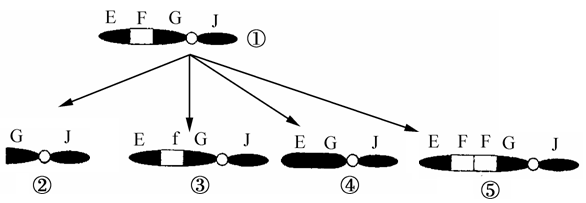 E F G J
①
G J
E f G J
E G J
E F F G J
②
③
④
⑤